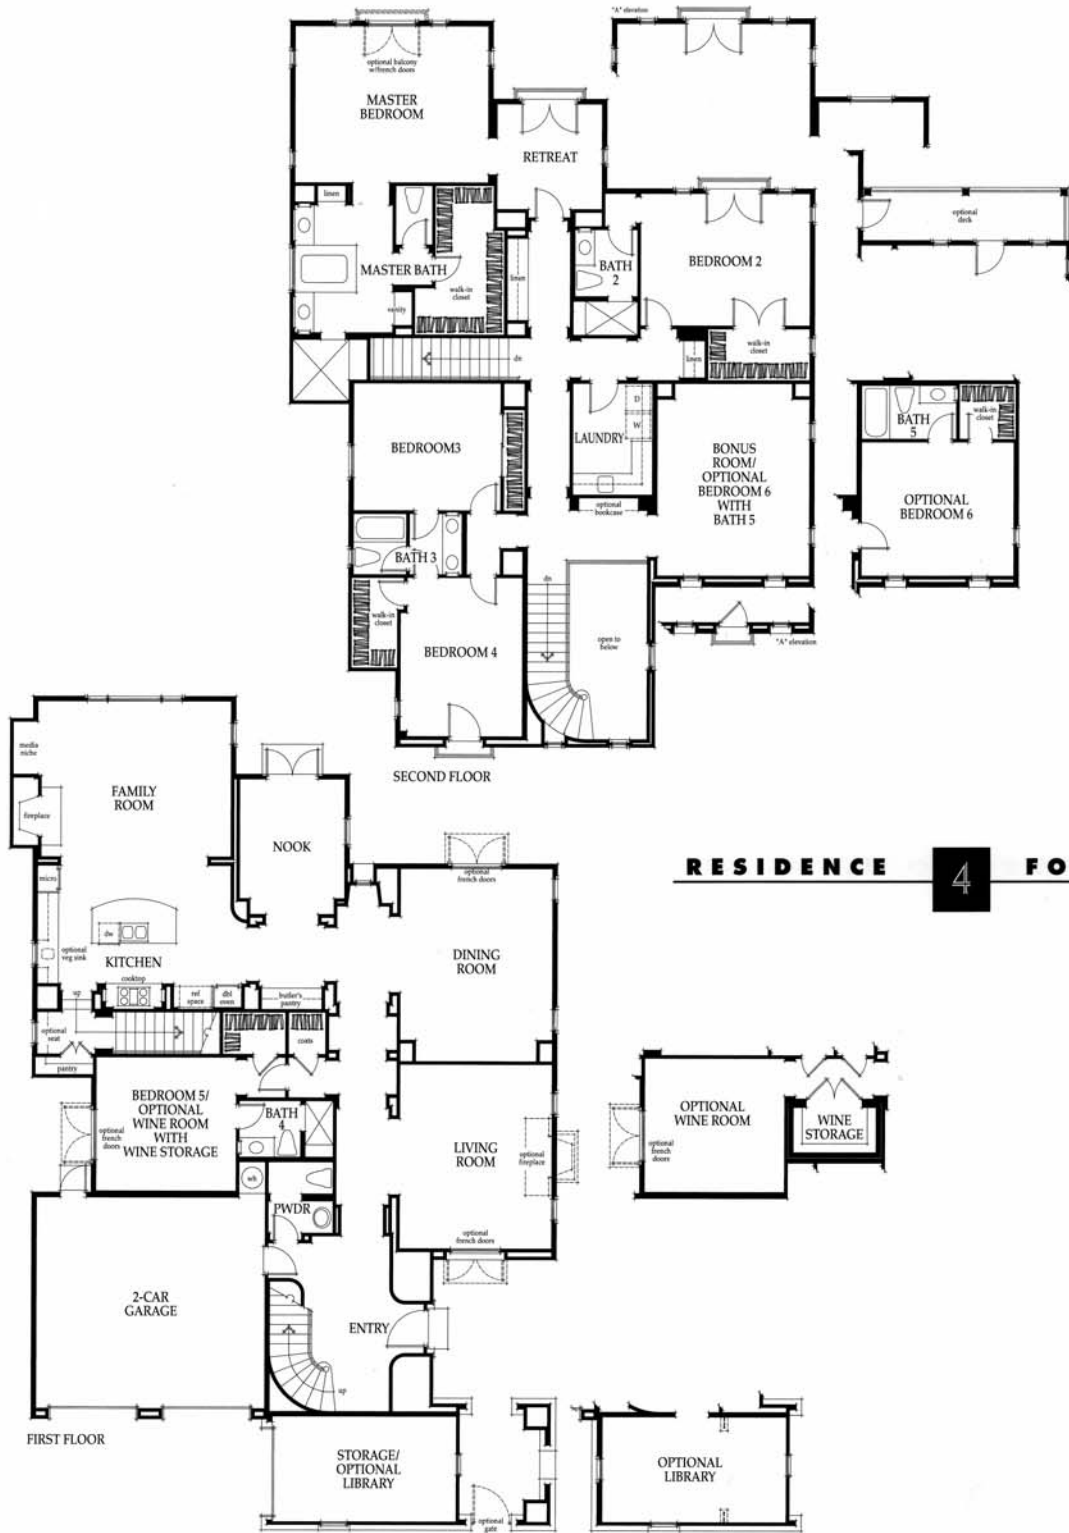 "A" elevation
optional balcony
w/french doors
MASTER
BEDROOM
RETREAT
linen
optional
deck
MASTER BATH
BATH
2
BEDROOM 2
walk-in
closet
linen
vanity
dn
linen
walk-in
closet
BEDROOM3
LAUNDRY
D
W
BONUS
ROOM/
OPTIONAL
BEDROOM 6
WITH
BATH 5
BATH
5
walk-in
closet
OPTIONAL
BEDROOM 6
optional
bookcase
BATH 3
dn
walk-in
closet
BEDROOM 4
open to
below
"A" elevation
SECOND FLOOR
media
niche
FAMILY
ROOM
fireplace
NOOK
optional
french doors
RESIDENCE 4 FO
micro
dw
optional
veg sink
KITCHEN
DINING
ROOM
cooktop
up
ref
space
dbl
oven
butler's
pantry
optional
seat
coats
pantry
BEDROOM 5/
OPTIONAL
WINE ROOM
WITH
WINE STORAGE
optional
french
doors
BATH
4
LIVING
ROOM
optional
fireplace
OPTIONAL
WINE ROOM
WINE
STORAGE
optional
french
doors
wh
PWDR
optional
french doors
2-CAR
GARAGE
ENTRY
up
FIRST FLOOR
STORAGE/
OPTIONAL
LIBRARY
OPTIONAL
LIBRARY
optional
gate